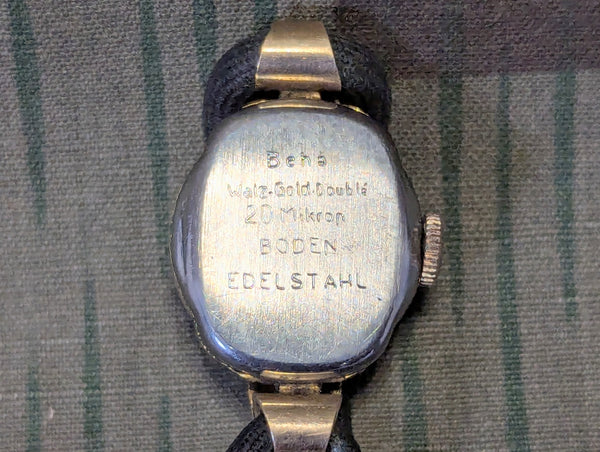 Beha
Walz-Gold-Doublé
20 Mikron
BODEN
EDELSTAHL